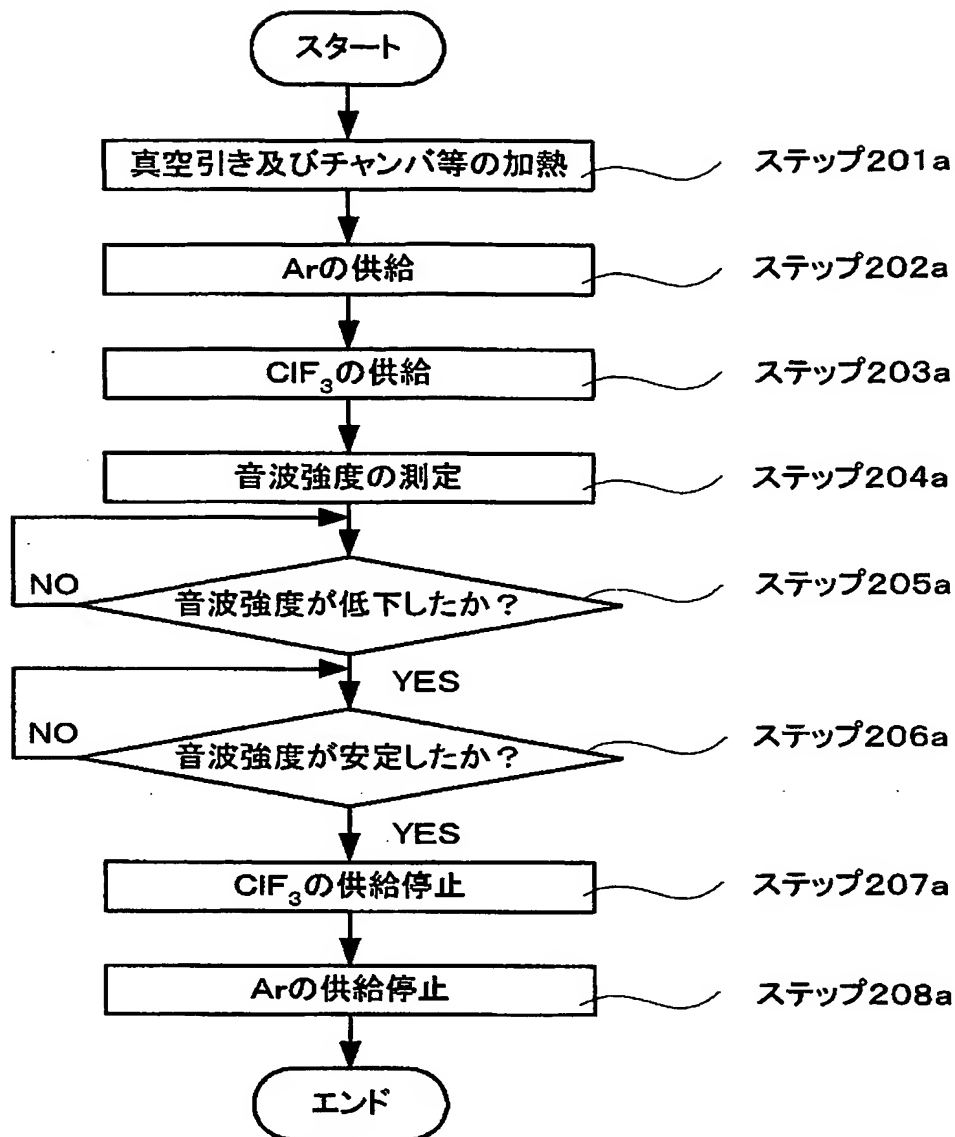 スタート
真空引き及びチャンバ等の加熱 ステップ201a
Arの供給 ステップ202a
ClF₃の供給 ステップ203a
音波強度の測定 ステップ204a
NO 音波強度が低下したか？ ステップ205a
YES
NO 音波強度が安定したか？ ステップ206a
YES
ClF₃の供給停止 ステップ207a
Arの供給停止 ステップ208a
エンド